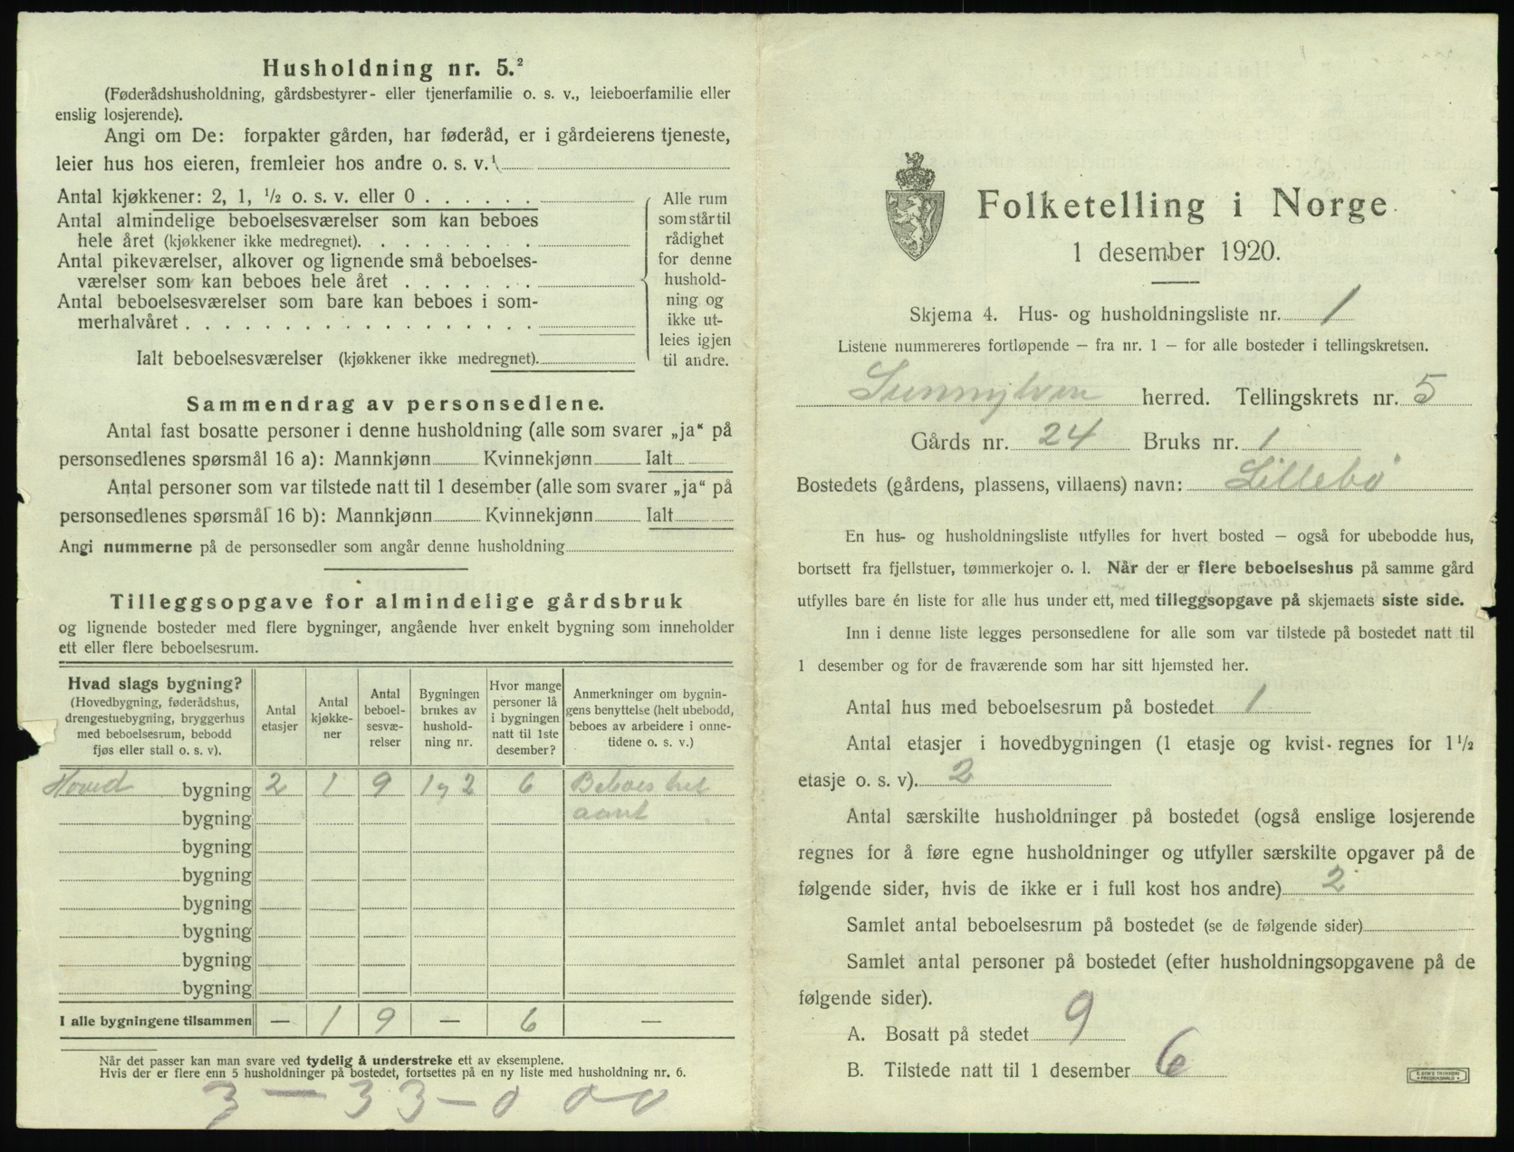 Husholdning nr. 5.²
(Føderådshusholdning, gårdsbestyrer- eller tjenerfamilie o. s. v., leieboerfamilie eller
enslig losjerende).
Angi om De: forpakter gården, har føderåd, er i gårdeierens tjeneste,
leier hus hos eieren, fremleier hos andre o. s. v.¹
Antal kjøkkener: 2, 1, ½ o. s. v. eller 0
Antal almindelige beboelsesværelser som kan beboes
hele året (kjøkkener ikke medregnet).
Antal pikeværelser, alkover og lignende små beboelses-
værelser som kan beboes hele året
Antal beboelsesværelser som bare kan beboes i som-
merhalvåret
Ialt beboelsesværelser (kjøkkener ikke medregnet).
Alle rum
som står til
rådighet
for denne
hushold-
ning og
ikke ut-
leies igjen
til andre.
Sammendrag av personsedlene.
Antal fast bosatte personer i denne husholdning (alle som svarer „ja“ på
personsedlenes spørsmål 16 a): Mannkjønn Kvinnekjønn Ialt
Antal personer som var tilstede natt til 1 desember (alle som svarer „ja“ på
personsedlenes spørsmål 16 b): Mannkjønn Kvinnekjønn Ialt
Angi nummerne på de personsedler som angår denne husholdning
Tilleggsopgave for almindelige gårdsbruk
og lignende bosteder med flere bygninger, angående hver enkelt bygning som inneholder
ett eller flere beboelsesrum.
Hvad slags bygning?
(Hovedbygning, føderådshus,
drengestuebygning, bryggerhus
med beboelsesrum, bebodd
fjøs eller stall o. s. v).
Antal
etasjer
Antal
kjøkke-
ner
Antal
beboel-
sesvæ-
relser
Bygningen
brukes av
hushold-
ning nr.
Hvor mange
personer lå
i bygningen
natt til 1ste
desember?
Anmerkninger om bygnin-
gens benyttelse (helt ubebodd,
beboes av arbeidere i onne-
tidene o. s. v.)
Hoved bygning 2 1 9 1 og 2 6 Beboes hele
bygning aaret
bygning
bygning
bygning
bygning
bygning
bygning
I alle bygningene tilsammen — 1 9 — 6 —
Når det passer kan man svare ved tydelig å understreke ett av eksemplene.
Hvis der er flere enn 5 husholdninger på bostedet, fortsettes på en ny liste med husholdning nr. 6.
3 — 33 — 0 00
Folketelling i Norge
1 desember 1920.
Skjema 4. Hus- og husholdningsliste nr. 1
Listene nummereres fortløpende — fra nr. 1 — for alle bosteder i tellingskretsen.
Sunnylven herred. Tellingskrets nr. 5
Gårds nr. 24 Bruks nr. 1
Bostedets (gårdens, plassens, villaens) navn: Lillebø
En hus- og husholdningsliste utfylles for hvert bosted — også for ubebodde hus,
bortsett fra fjellstuer, tømmerkojer o. l. Når der er flere beboelseshus på samme gård
utfylles bare én liste for alle hus under ett, med tilleggsopgave på skjemaets siste side.
Inn i denne liste legges personsedlene for alle som var tilstede på bostedet natt til
1 desember og for de fraværende som har sitt hjemsted her.
Antal hus med beboelsesrum på bostedet 1
Antal etasjer i hovedbygningen (1 etasje og kvist regnes for 1½
etasje o. s. v). 2
Antal særskilte husholdninger på bostedet (også enslige losjerende
regnes for å føre egne husholdninger og utfyller særskilte opgaver på de
følgende sider, hvis de ikke er i full kost hos andre) 2
Samlet antal beboelsesrum på bostedet (se de følgende sider)
Samlet antal personer på bostedet (efter husholdningsopgavene på de
følgende sider).
A. Bosatt på stedet 9
B. Tilstede natt til 1 desember 6